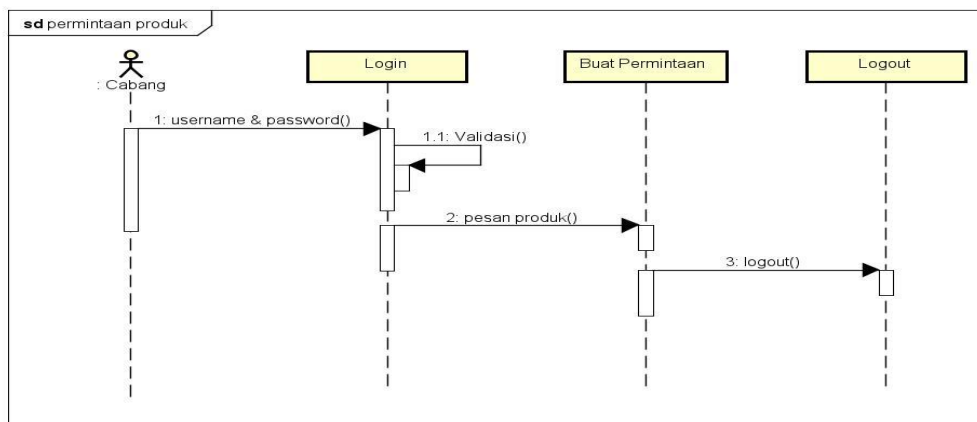 sd permintaan produk
: Cabang
Login
Buat Permintaan
Logout
1: username & password()
1.1: Validasi()
2: pesan produk()
3: logout()